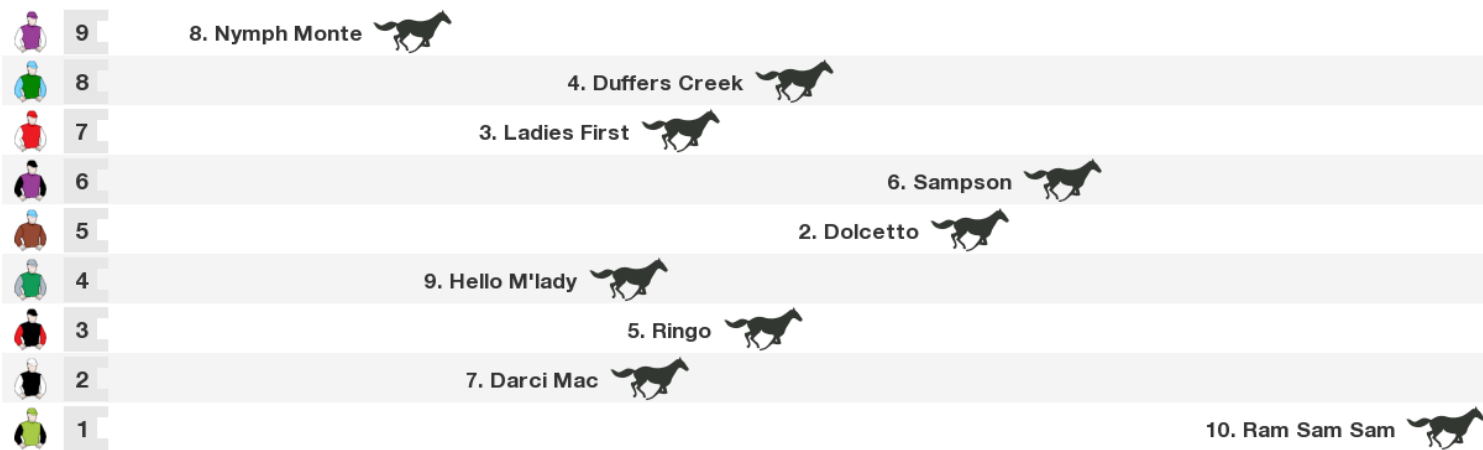 9 8. Nymph Monte
8 4. Duffers Creek
7 3. Ladies First
6 6. Sampson
5 2. Dolcetto
4 9. Hello M'lady
3 5. Ringo
2 7. Darci Mac
1 10. Ram Sam Sam